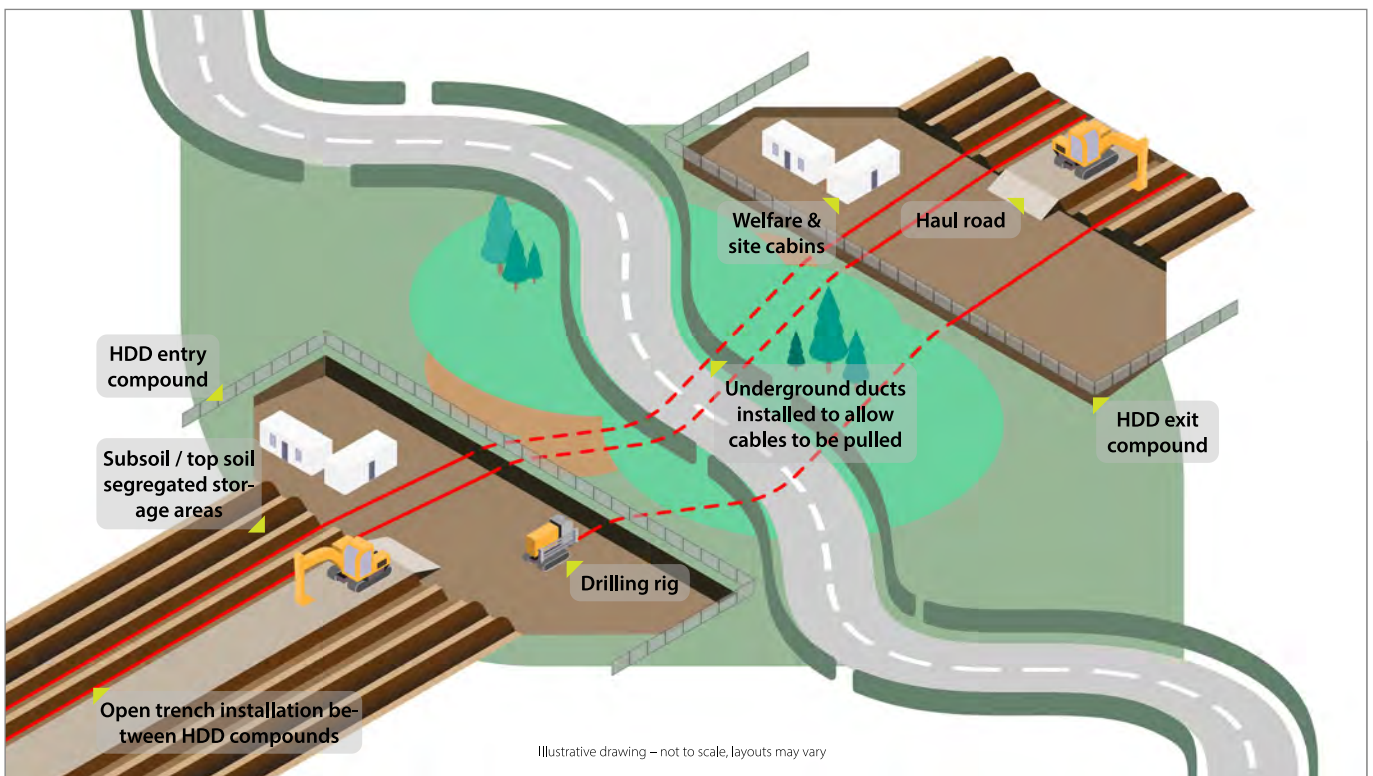 Welfare &
site cabins
Haul road
HDD entry
compound
Underground ducts
installed to allow
cables to be pulled
HDD exit
compound
Subsoil / top soil
segregated stor-
age areas
Drilling rig
Open trench installation be-
tween HDD compounds
Illustrative drawing – not to scale, layouts may vary